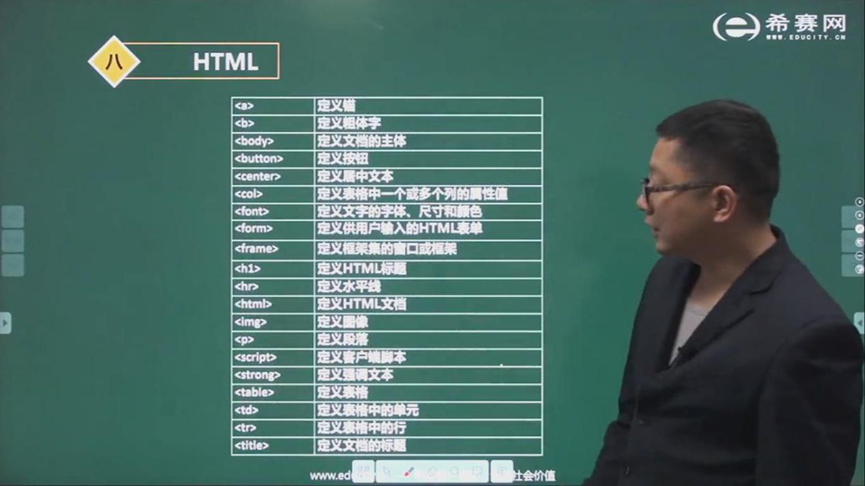 希赛网
WWW.EDUCITY.CN
八 HTML
<a> 定义锚
<b> 定义粗体字
<body> 定义文档的主体
<button> 定义按钮
<center> 定义居中文本
<col> 定义表格中一个或多个列的属性值
<font> 定义文字的字体、尺寸和颜色
<form> 定义供用户输入的HTML表单
<frame> 定义框架集的窗口或框架
<h1> 定义HTML标题
<hr> 定义水平线
<html> 定义HTML文档
<img> 定义图像
<p> 定义段落
<script> 定义客户端脚本
<strong> 定义强调文本
<table> 定义表格
<td> 定义表格中的单元
<tr> 定义表格中的行
<title> 定义文档的标题
www.edu 社会价值